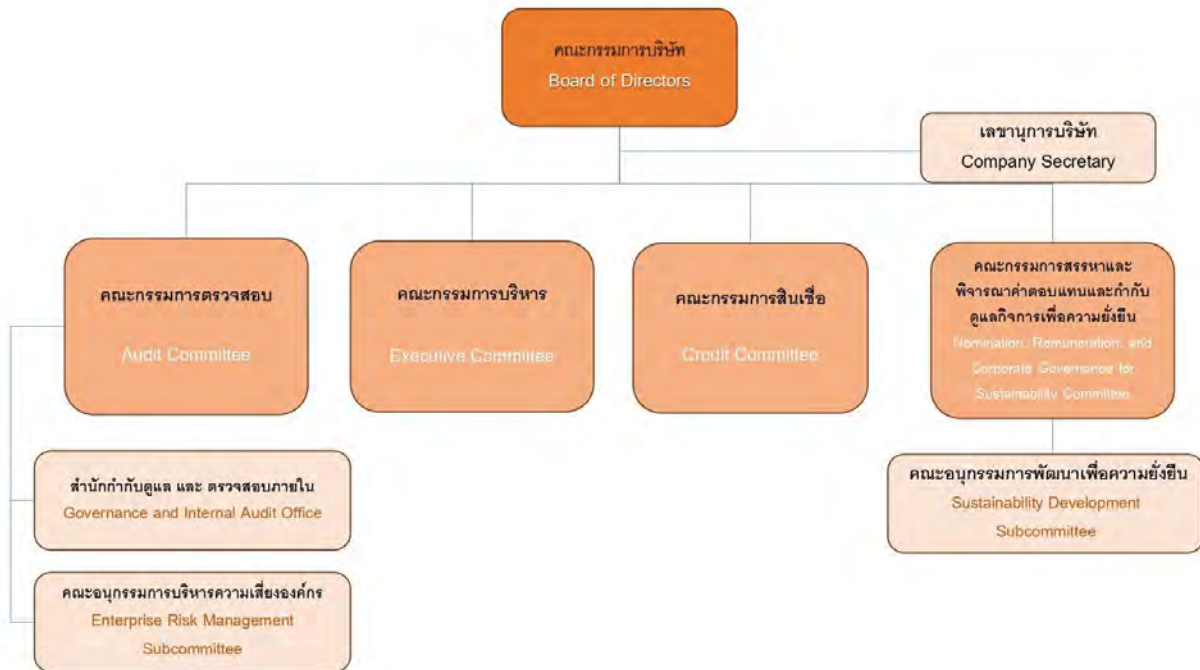 คณะกรรมการบริษัท
Board of Directors
เลขานุการบริษัท
Company Secretary
คณะกรรมการตรวจสอบ
Audit Committee
คณะกรรมการบริหาร
Executive Committee
คณะกรรมการสินเชื่อ
Credit Committee
คณะกรรมการสรรหาและ
พิจารณาค่าตอบแทนและกำกับ
ดูแลกิจการเพื่อความยั่งยืน
Nomination, Remuneration, and
Corporate Governance for
Sustainability Committee
สำนักกำกับดูแล และ ตรวจสอบภายใน
Governance and Internal Audit Office
คณะอนุกรรมการบริหารความเสี่ยงองค์กร
Enterprise Risk Management
Subcommittee
คณะอนุกรรมการพัฒนาเพื่อความยั่งยืน
Sustainability Development
Subcommittee